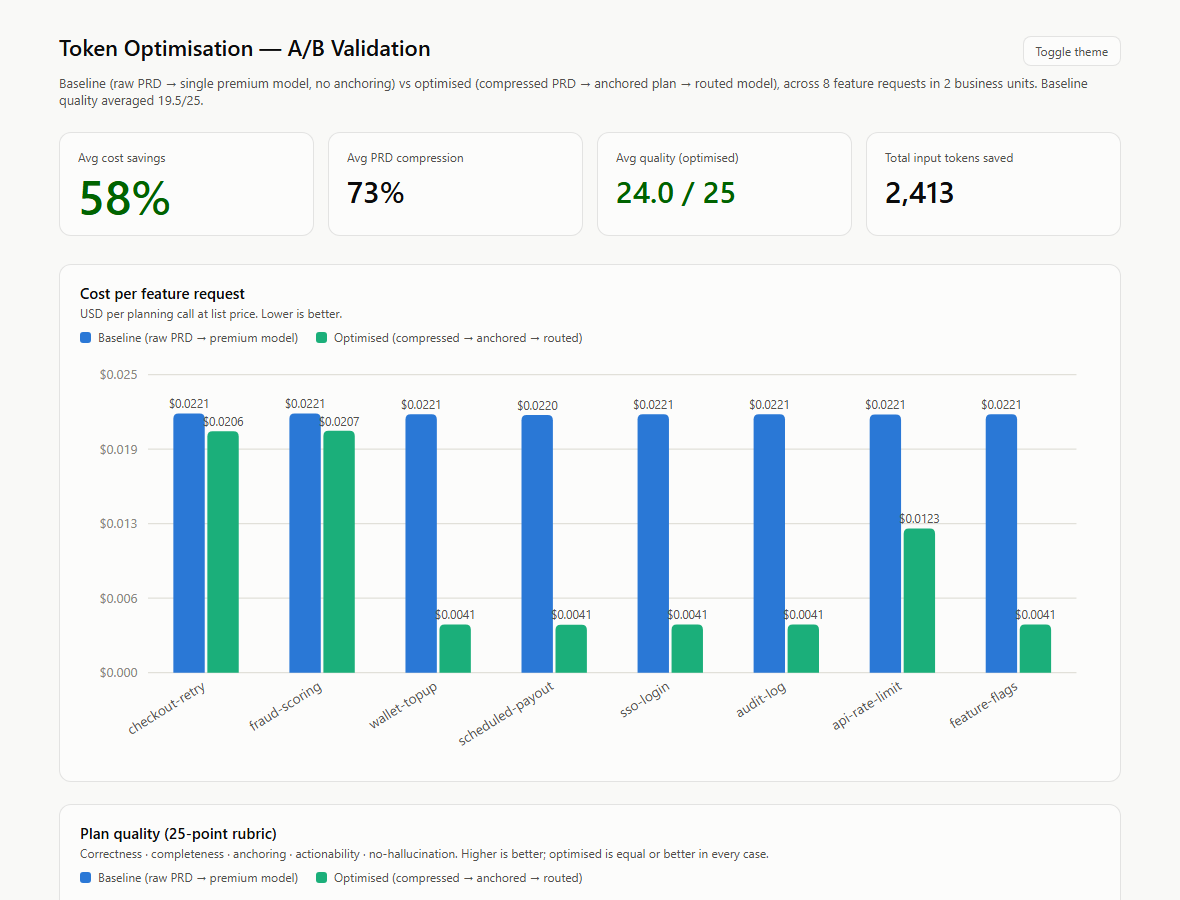 Token Optimisation — A/B Validation
Toggle theme
Baseline (raw PRD → single premium model, no anchoring) vs optimised (compressed PRD → anchored plan → routed model), across 8 feature requests in 2 business units. Baseline
quality averaged 19.5/25.
Avg cost savings
58%
Avg PRD compression
73%
Avg quality (optimised)
24.0 / 25
Total input tokens saved
2,413
Cost per feature request
USD per planning call at list price. Lower is better.
Baseline (raw PRD → premium model)
Optimised (compressed → anchored → routed)
$0.025
$0.019
$0.013
$0.006
$0.000
$0.0221
$0.0206
$0.0221
$0.0207
$0.0221
$0.0041
$0.0220
$0.0041
$0.0221
$0.0041
$0.0221
$0.0041
$0.0221
$0.0123
$0.0221
$0.0041
checkout-retry
fraud-scoring
wallet-topup
scheduled-payout
sso-login
audit-log
api-rate-limit
feature-flags
Plan quality (25-point rubric)
Correctness · completeness · anchoring · actionability · no-hallucination. Higher is better; optimised is equal or better in every case.
Baseline (raw PRD → premium model)
Optimised (compressed → anchored → routed)